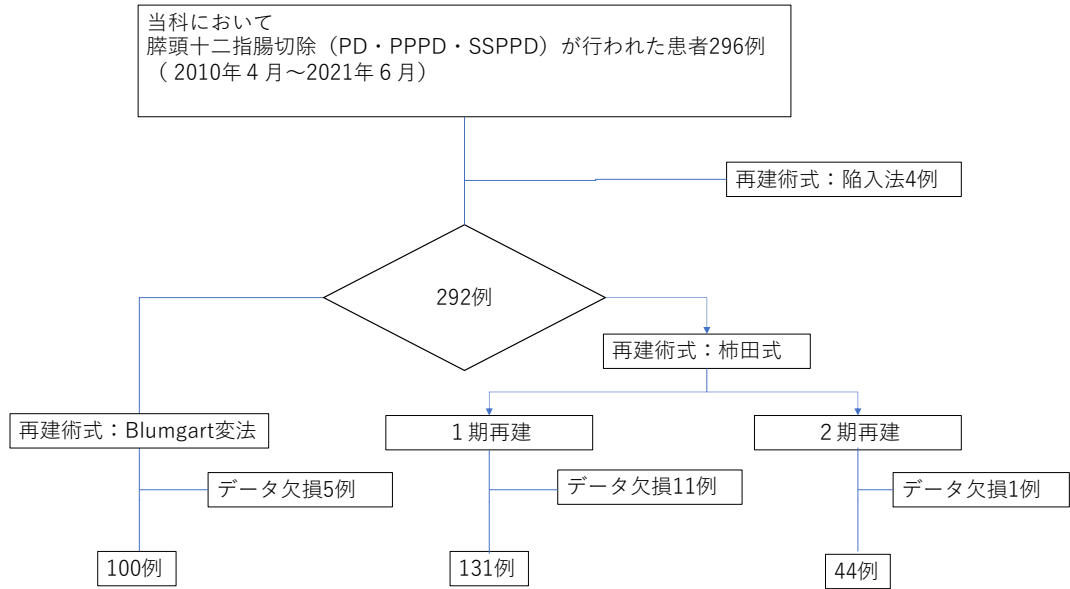 当科において
膵頭十二指腸切除（PD・PPPD・SSPPD）が行われた患者296例
（ 2010年４月～2021年６月）
再建術式：陥入法4例
292例
再建術式：柿田式
再建術式：Blumgart変法
１期再建
２期再建
データ欠損5例
データ欠損11例
データ欠損1例
100例
131例
44例